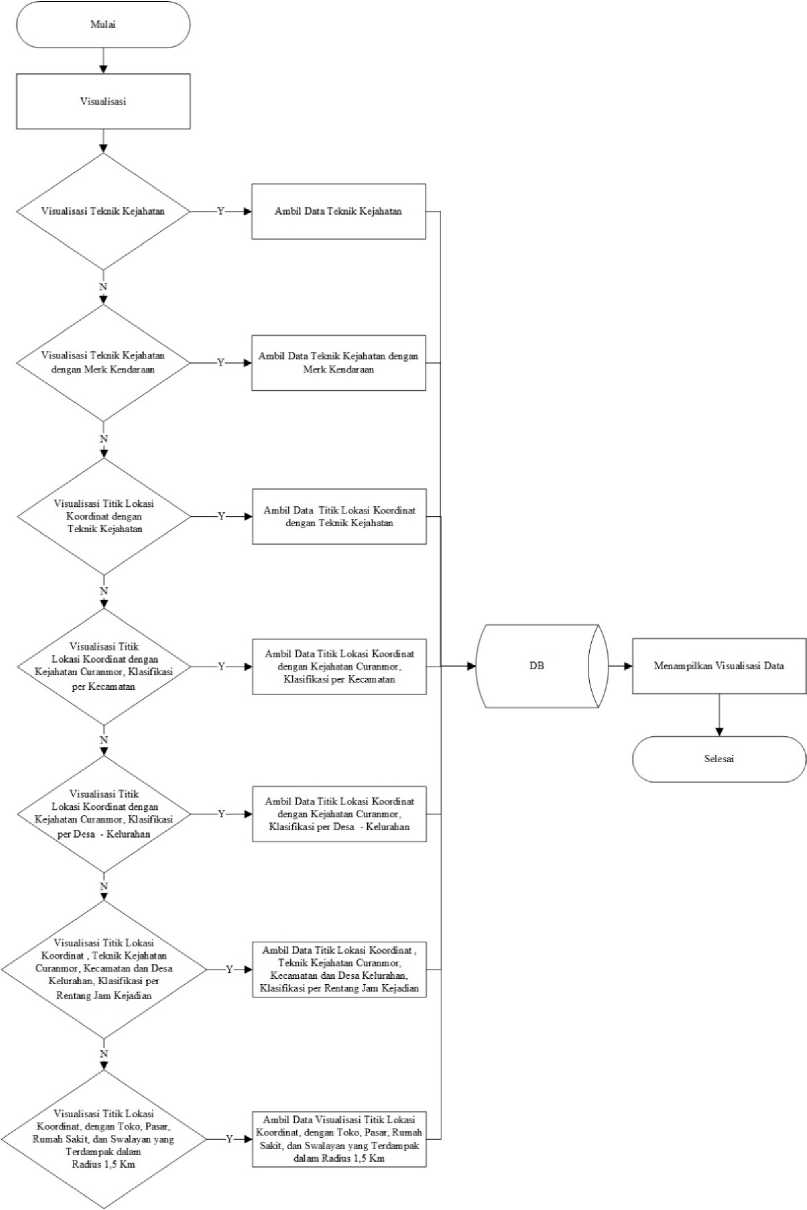 Mulai
Visualisasi
Visualisasi Teknik Kejahatan
Y
Ambil Data Teknik Kejahatan
N
Visualisasi Teknik Kejahatan
dengan Merk Kendaraan
Y
Ambil Data Teknik Kejahatan dengan
Merk Kendaraan
N
Visualisasi Titik Lokasi
Koordinat dengan
Teknik Kejahatan
Y
Ambil Data Titik Lokasi Koordinat
dengan Teknik Kejahatan
N
Visualisasi Titik
Lokasi Koordinat dengan
Kejahatan Curanmor, Klasifikasi
per Kecamatan
Y
Ambil Data Titik Lokasi Koordinat
dengan Kejahatan Curanmor,
Klasifikasi per Kecamatan
DB
Menampilkan Visualisasi Data
Selesai
N
Visualisasi Titik
Lokasi Koordinat dengan
Kejahatan Curanmor, Klasifikasi
per Desa - Kelurahan
Y
Ambil Data Titik Lokasi Koordinat
dengan Kejahatan Curanmor,
Klasifikasi per Desa - Kelurahan
N
Visualisasi Titik Lokasi
Koordinat , Teknik Kejahatan
Curanmor, Kecamatan dan Desa
Kelurahan, Klasifikasi per
Rentang Jam Kejadian
Y
Ambil Data Titik Lokasi Koordinat ,
Teknik Kejahatan Curanmor,
Kecamatan dan Desa Kelurahan,
Klasifikasi per Rentang Jam Kejadian
N
Visualisasi Titik Lokasi
Koordinat, dengan Toko, Pasar,
Rumah Sakit, dan Swalayan yang
Terdampak dalam
Radius 1,5 Km
Y
Ambil Data Visualisasi Titik Lokasi
Koordinat, dengan Toko, Pasar, Rumah
Sakit, dan Swalayan yang Terdampak
dalam Radius 1,5 Km